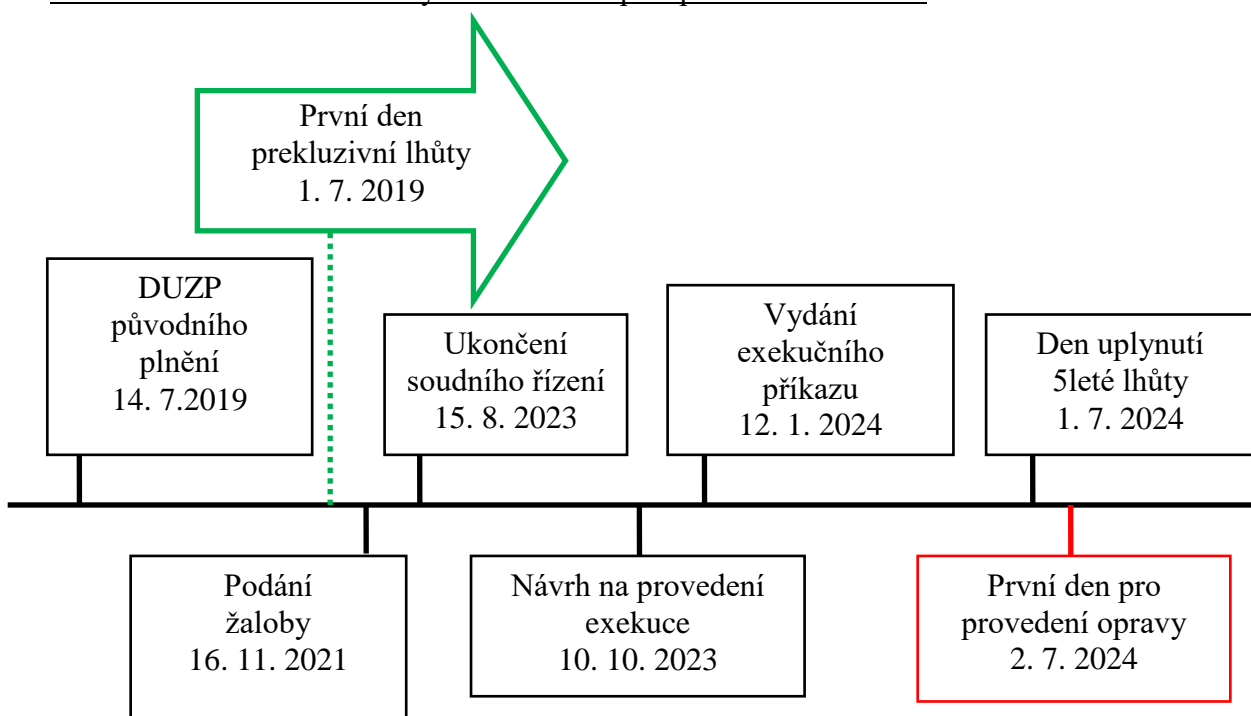 První den
prekluzivní lhůty
1. 7. 2019
DUZP
původního
plnění
14. 7.2019
Ukončení
soudního řízení
15. 8. 2023
Vydání
exekučního
příkazu
12. 1. 2024
Den uplynutí
5leté lhůty
1. 7. 2024
Podání
žaloby
16. 11. 2021
Návrh na provedení
exekuce
10. 10. 2023
První den pro
provedení opravy
2. 7. 2024